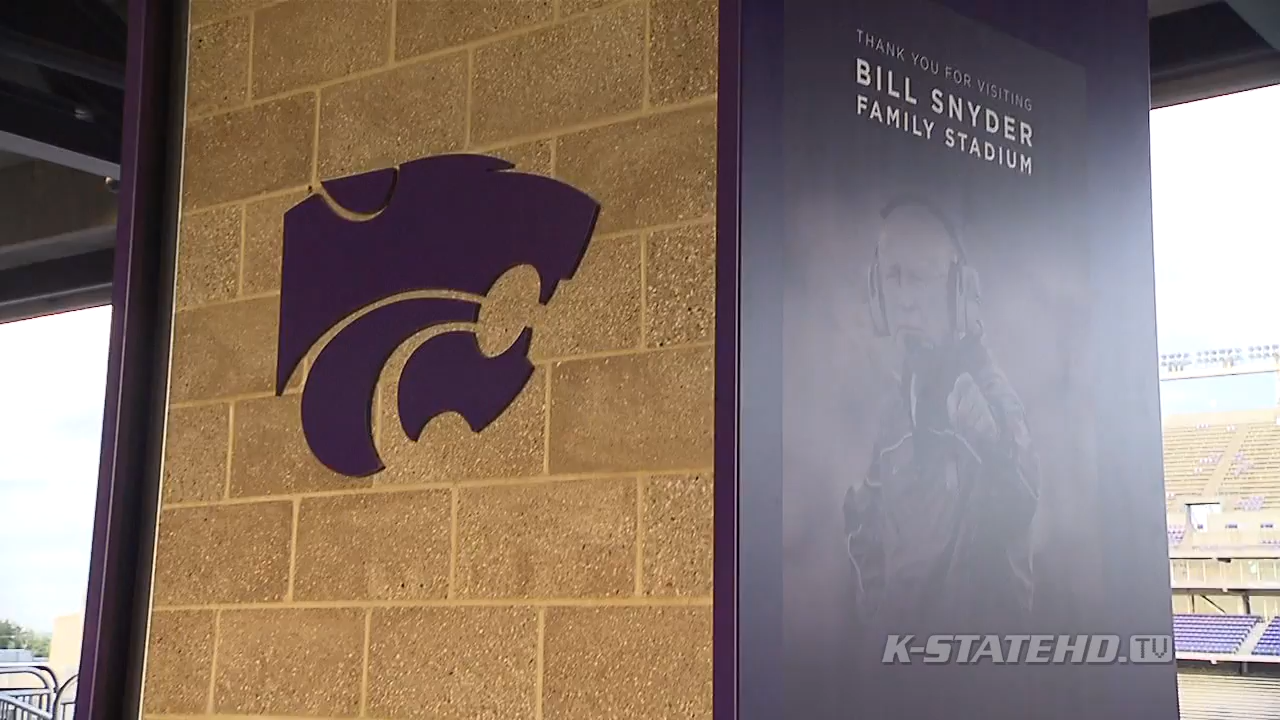 THANK YOU FOR VISITING
BILL SNYDER
FAMILY STADIUM
K-STATEHD.TV